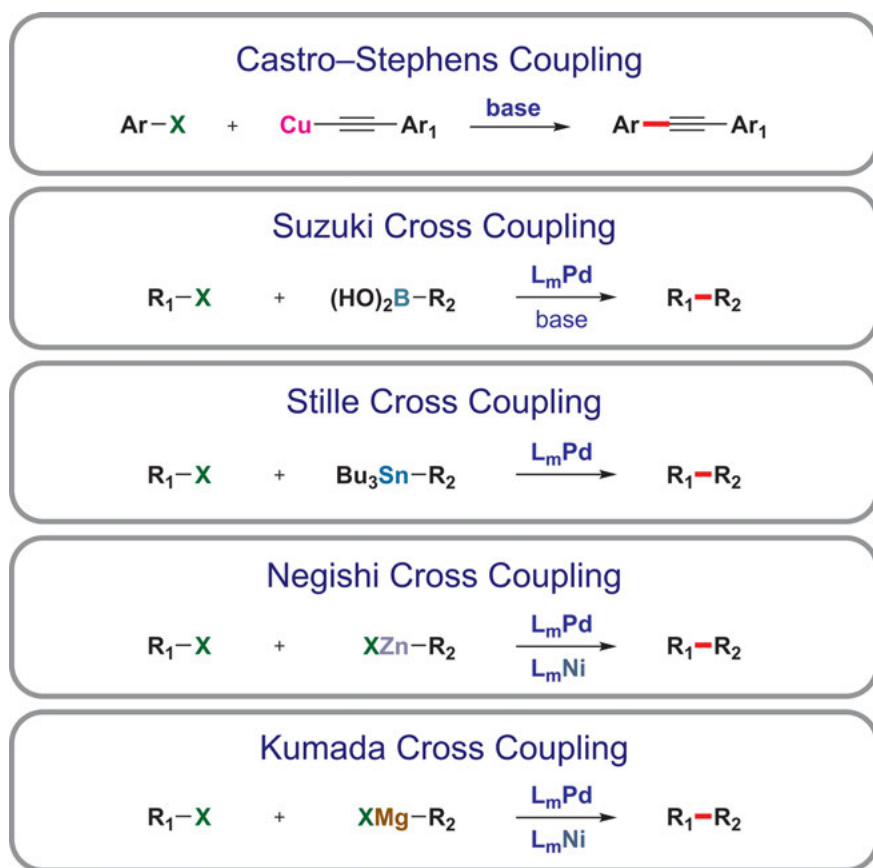 Castro–Stephens Coupling
base
Ar–X + Cu–≡–Ar₁ → Ar–≡–Ar₁
Suzuki Cross Coupling
LₘPd
R₁–X + (HO)₂B–R₂ → R₁–R₂
base
Stille Cross Coupling
LₘPd
R₁–X + Bu₃Sn–R₂ → R₁–R₂
Negishi Cross Coupling
LₘPd
R₁–X + XZn–R₂ → R₁–R₂
LₘNi
Kumada Cross Coupling
LₘPd
R₁–X + XMg–R₂ → R₁–R₂
LₘNi